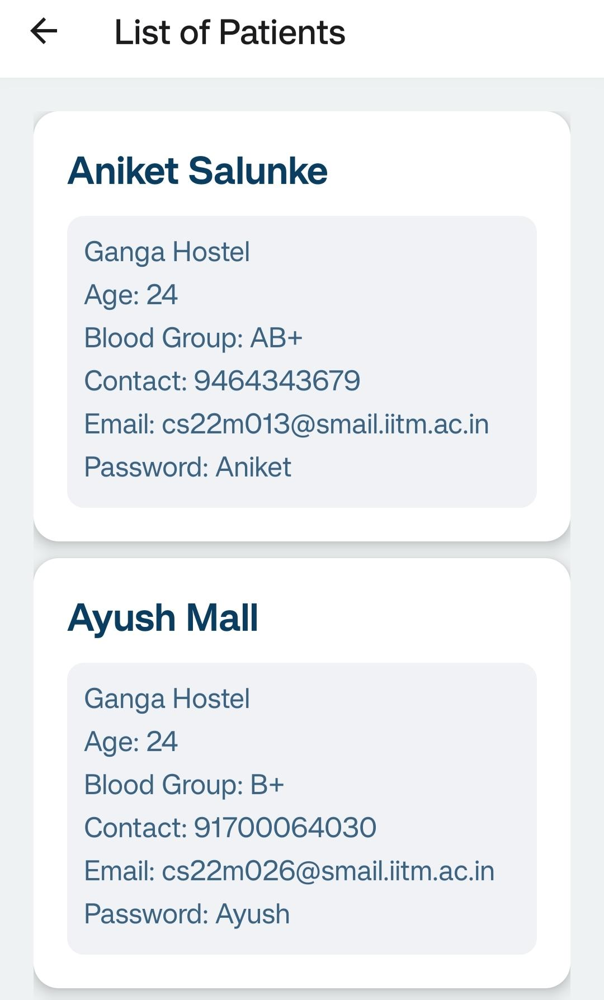 List of Patients
Aniket Salunke
Ganga Hostel
Age: 24
Blood Group: AB+
Contact: 9464343679
Email: cs22m013@smail.iitm.ac.in
Password: Aniket
Ayush Mall
Ganga Hostel
Age: 24
Blood Group: B+
Contact: 91700064030
Email: cs22m026@smail.iitm.ac.in
Password: Ayush